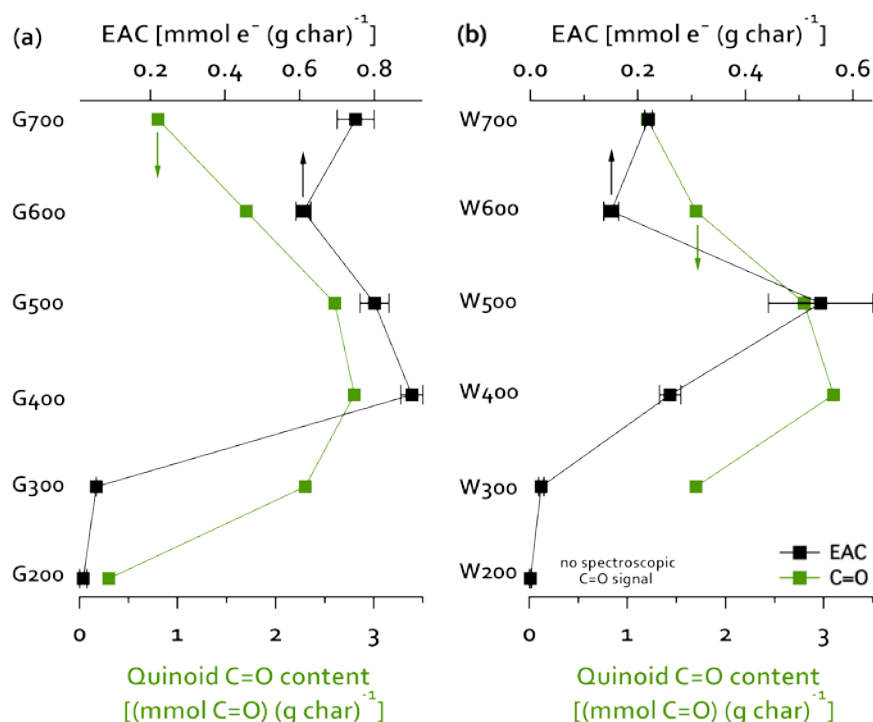 (a)
EAC [mmol e⁻ (g char)⁻¹]
0.2 0.4 0.6 0.8
G700
G600
G500
G400
G300
G200
0 1 2 3
Quinoid C=O content
[(mmol C=O) (g char)⁻¹]
(b)
EAC [mmol e⁻ (g char)⁻¹]
0.0 0.2 0.4 0.6
W700
W600
W500
W400
W300
W200
no spectroscopic
C=O signal
EAC
C=O
0 1 2 3
Quinoid C=O content
[(mmol C=O) (g char)⁻¹]